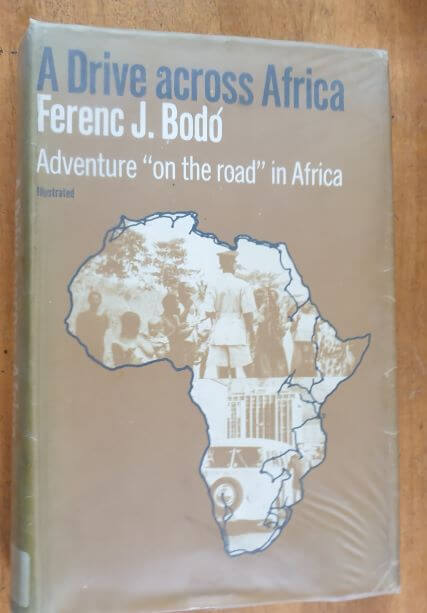 A Drive across Africa
Ferenc J. Bodó
Adventure "on the road" in Africa
Illustrated